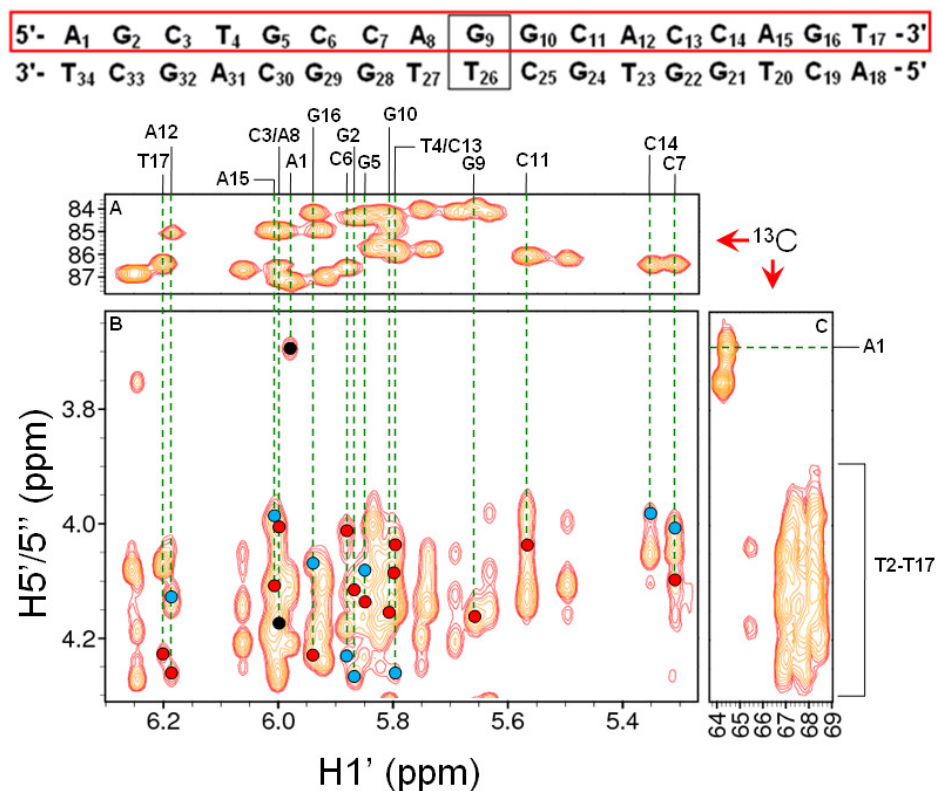 5'- A1 G2 C3 T4 G5 C6 C7 A8 G9 G10 C11 A12 C13 C14 A15 G16 T17 -3'
3'- T34 C33 G32 A31 C30 G29 G28 T27 T26 C25 G24 T23 G22 G21 T20 C19 A18 -5'
G16 G10
A12 C3/A8 G2 T4/C13 C14
T17 A1 C6 G5 G9 C11 C7
A15
A
84
85
86
87
13C
B
C
A1
3.8
4.0
4.2
H5'/5" (ppm)
T2-T17
6.2 6.0 5.8 5.6 5.4
64 65 66 67 68 69
H1' (ppm)